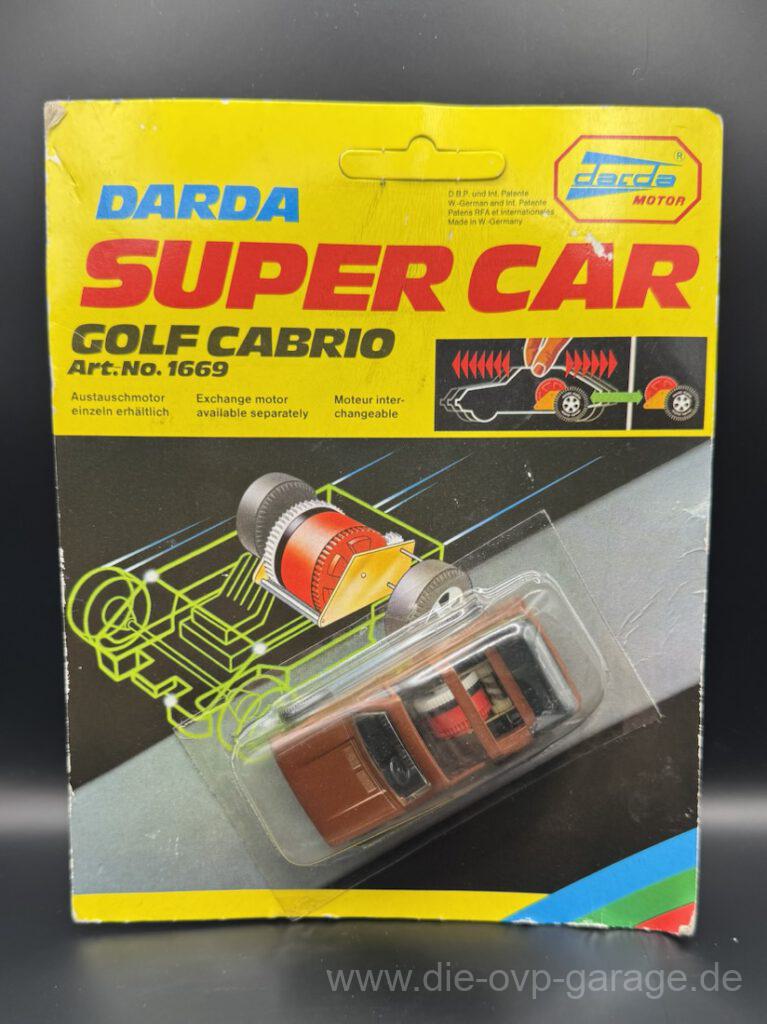 DARDA
D.B.P. und Int. Patente
W.-German and Int. Patente
Patens RFA et Internationales
Made in W.-Germany
darda
®
MOTOR
SUPER CAR
GOLF CABRIO
Art.No. 1669
Austauschmotor
einzeln erhältlich
Exchange motor
available separately
Moteur inter-
changeable
www.die-ovp-garage.de